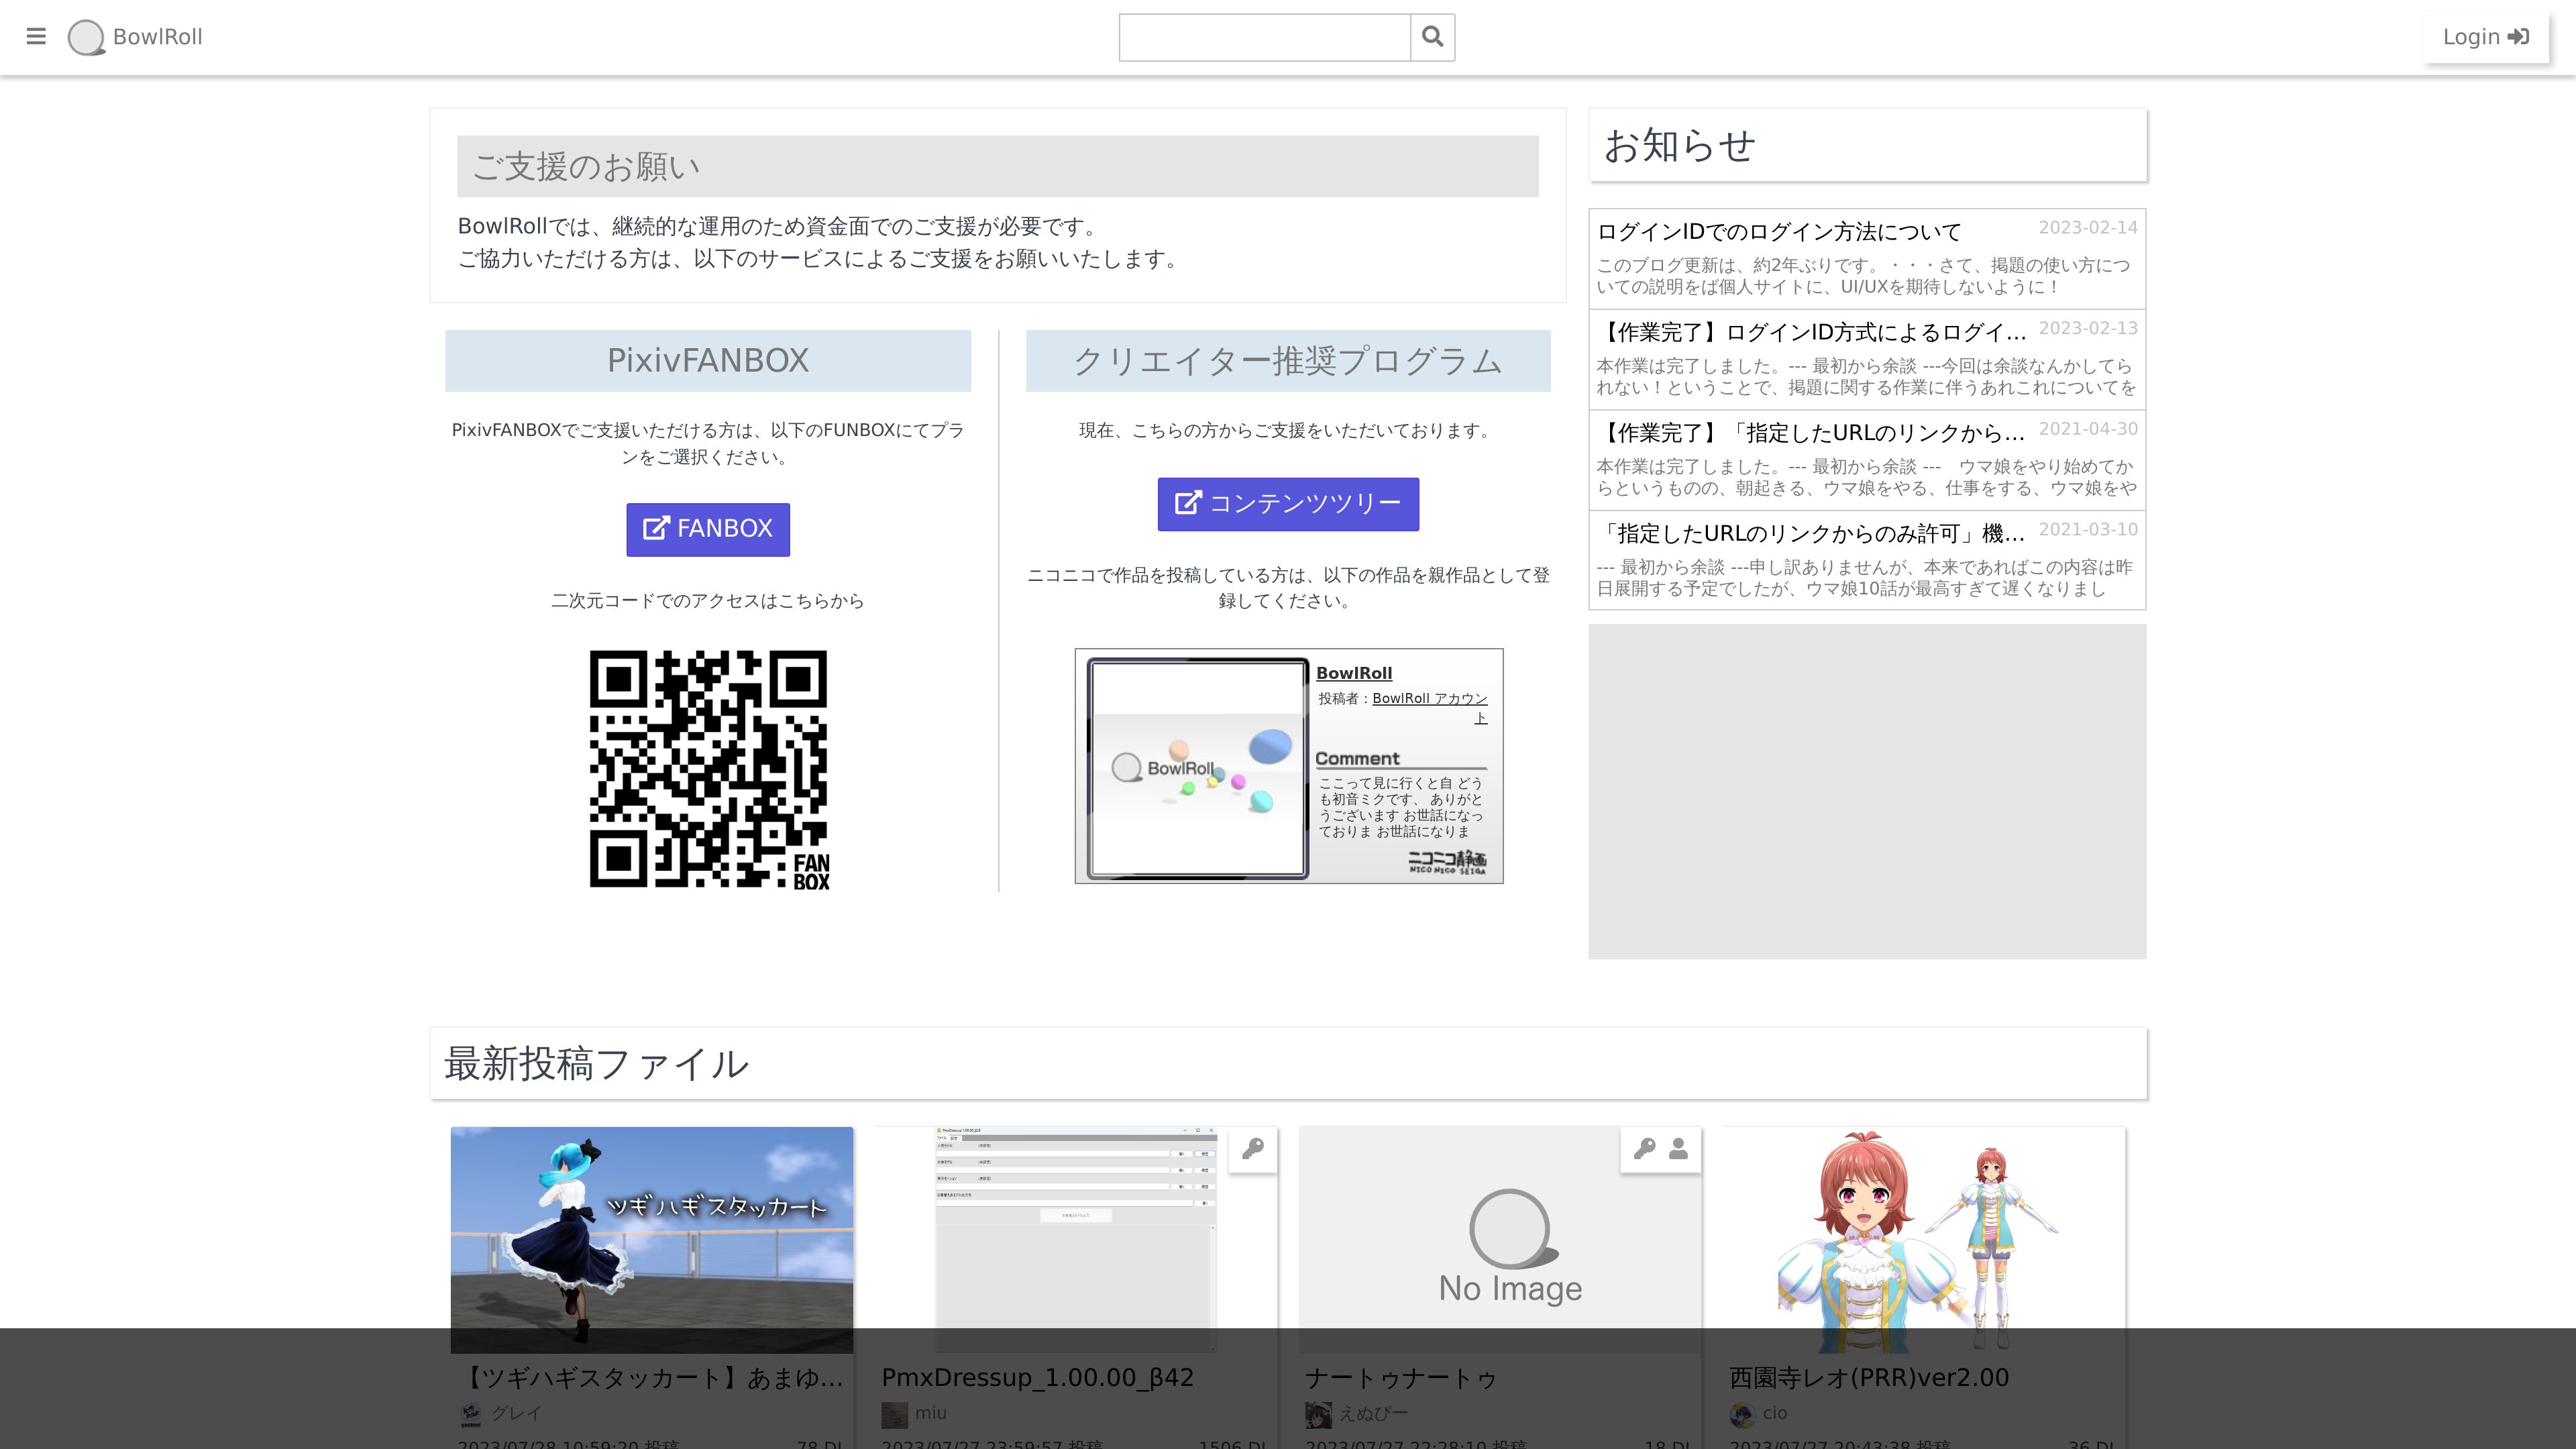 BowlRoll
Login
ご支援のお願い
BowlRollでは、継続的な運用のため資金面でのご支援が必要です。
ご協力いただける方は、以下のサービスによるご支援をお願いいたします。
PixivFANBOX
PixivFANBOXでご支援いただける方は、以下のFUNBOXにてプラ
ンをご選択ください。
FANBOX
二次元コードでのアクセスはこちらから
FAN
BOX
クリエイター推奨プログラム
現在、こちらの方からご支援をいただいております。
コンテンツツリー
ニコニコで作品を投稿している方は、以下の作品を親作品として登
録してください。
BowlRoll
BowlRoll
投稿者：BowlRoll アカウン
ト
Comment
ここって見に行くと自 どう
も初音ミクです、 ありがと
うございます お世話になっ
ておりま お世話になりま
ニコニコ静画
NICO NICO SEIGA
お知らせ
ログインIDでのログイン方法について 2023-02-14
このブログ更新は、約2年ぶりです。・・・さて、掲題の使い方につ
いての説明をば個人サイトに、UI/UXを期待しないように！
【作業完了】ログインID方式によるログイ... 2023-02-13
本作業は完了しました。--- 最初から余談 ---今回は余談なんかしてら
れない！ということで、掲題に関する作業に伴うあれこれについてを
【作業完了】「指定したURLのリンクから... 2021-04-30
本作業は完了しました。--- 最初から余談 ---　ウマ娘をやり始めてか
らというものの、朝起きる、ウマ娘をやる、仕事をする、ウマ娘をや
「指定したURLのリンクからのみ許可」機... 2021-03-10
--- 最初から余談 ---申し訳ありませんが、本来であればこの内容は昨
日展開する予定でしたが、ウマ娘10話が最高すぎて遅くなりまし
最新投稿ファイル
ツギハギスタッカート
【ツギハギスタッカート】あまゆ...
グレイ
2023/07/28 10:59:20 投稿 78 DL
PmxDressup_1.00.00_β42
miu
2023/07/27 23:59:57 投稿 1506 DL
No Image
ナートゥナートゥ
えぬぴー
2023/07/27 22:28:10 投稿 18 DL
西園寺レオ(PRR)ver2.00
cio
2023/07/27 20:43:38 投稿 36 DL